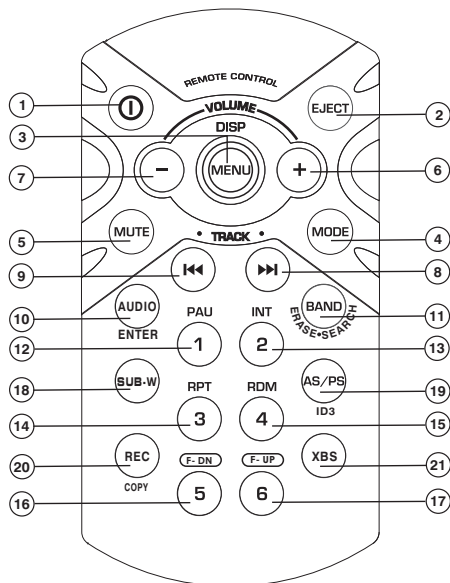 REMOTE CONTROL
VOLUME
1
EJECT
2
3
DISP
MENU
7
−
+
6
5
MUTE
MODE
4
• TRACK •
9
8
10
AUDIO
ENTER
BAND
ERASE•SEARCH
11
PAU
INT
12
1
2
13
18
SUB-W
AS/PS
ID3
19
RPT
RDM
14
3
4
15
20
REC
COPY
XBS
21
F- DN
F- UP
16
5
6
17